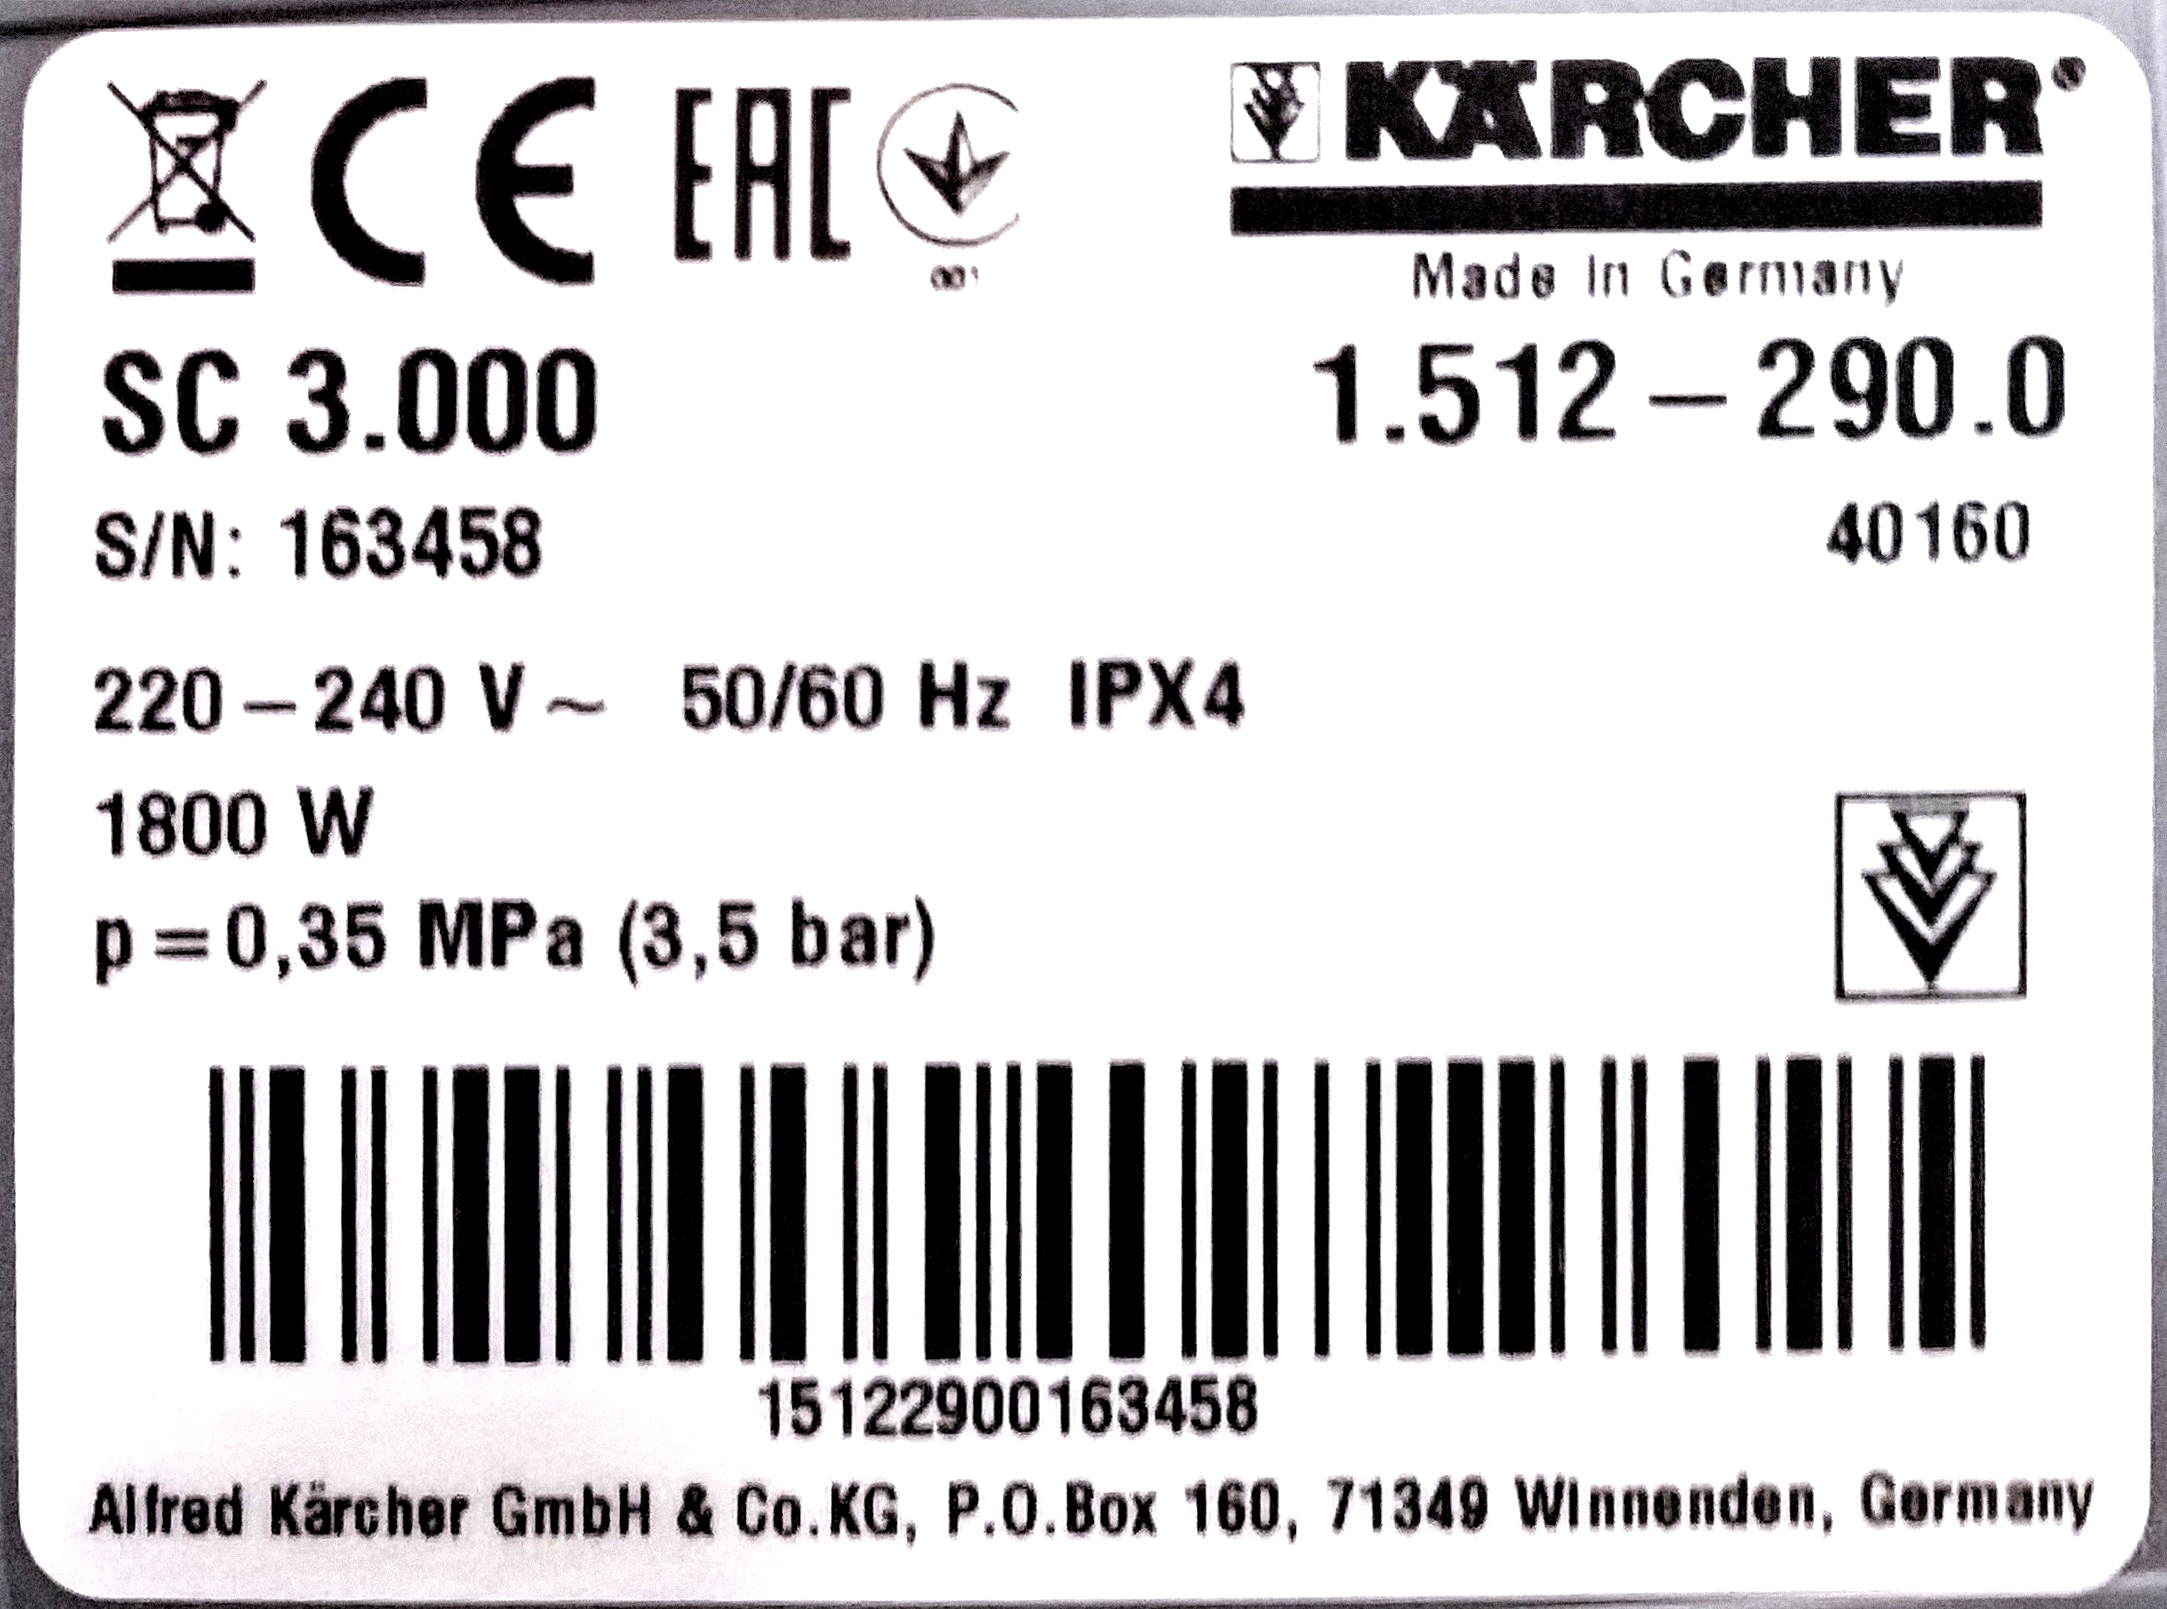 CE EAC
001
KÄRCHER®
Made in Germany
SC 3.000
1.512-290.0
S/N: 163458
40160
220-240 V~ 50/60 Hz IPX4
1800 W
p=0,35 MPa (3,5 bar)
15122900163458
Alfred Kärcher GmbH & Co.KG, P.O.Box 160, 71349 Winnenden, Germany